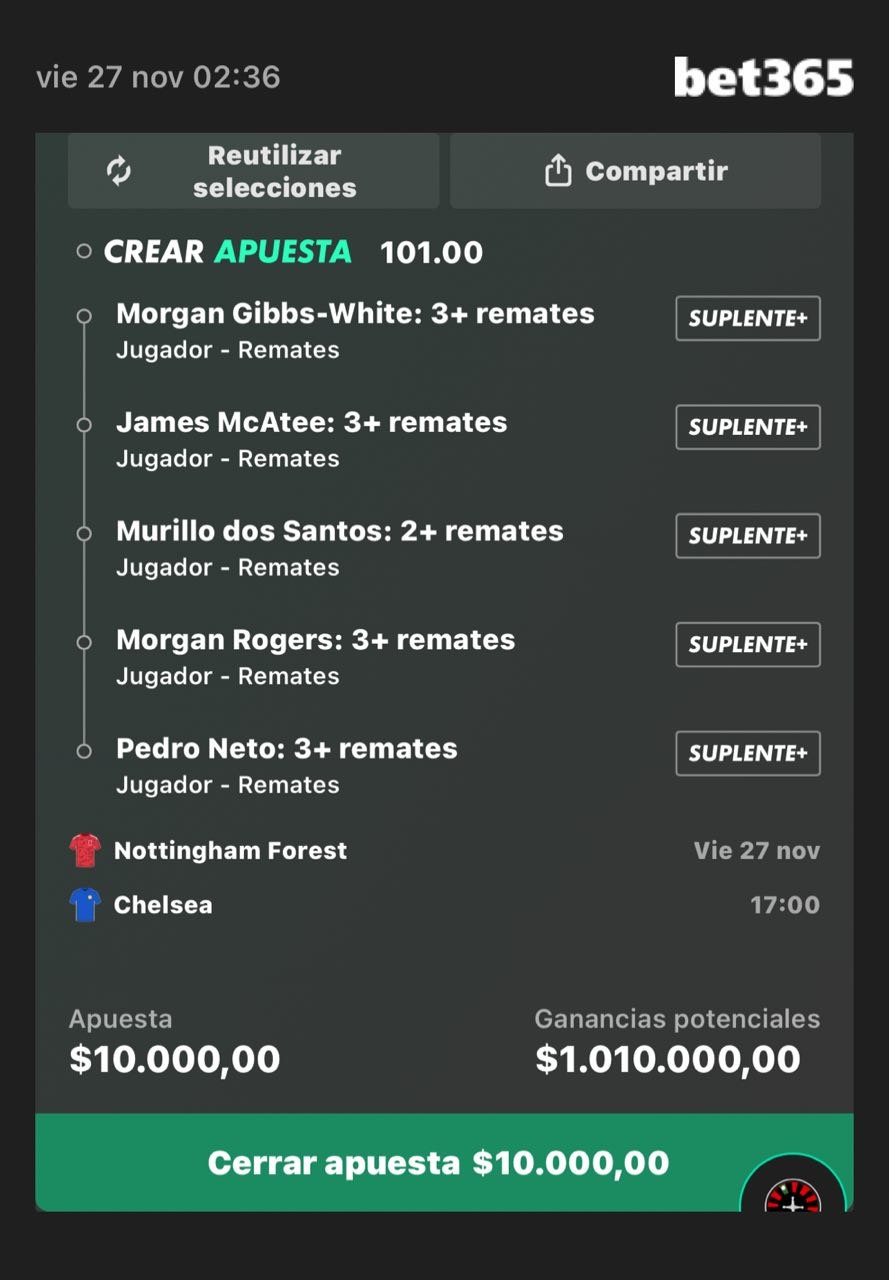 vie 27 nov 02:36
bet365
Reutilizar
selecciones
Compartir
CREAR APUESTA 101.00
Morgan Gibbs-White: 3+ remates
SUPLENTE+
Jugador - Remates
James McAtee: 3+ remates
SUPLENTE+
Jugador - Remates
Murillo dos Santos: 2+ remates
SUPLENTE+
Jugador - Remates
Morgan Rogers: 3+ remates
SUPLENTE+
Jugador - Remates
Pedro Neto: 3+ remates
SUPLENTE+
Jugador - Remates
Nottingham Forest
Vie 27 nov
Chelsea
17:00
Apuesta
Ganancias potenciales
$10.000,00
$1.010.000,00
Cerrar apuesta $10.000,00